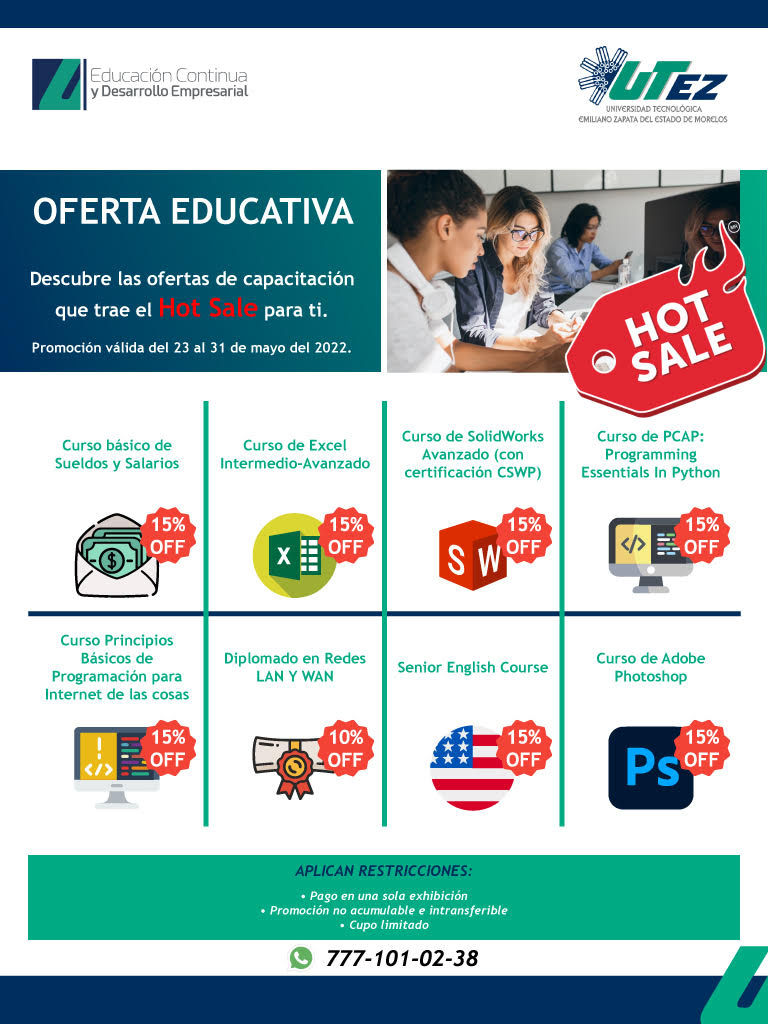 Educación Continua
y Desarrollo Empresarial
UTEZ
UNIVERSIDAD TECNOLÓGICA
EMILIANO ZAPATA DEL ESTADO DE MORELOS
OFERTA EDUCATIVA
Descubre las ofertas de capacitación
que trae el Hot Sale para ti.
Promoción válida del 23 al 31 de mayo del 2022.
MR
HOT
SALE
Curso básico de
Sueldos y Salarios
15%
OFF
Curso de Excel
Intermedio-Avanzado
X
15%
OFF
Curso de SolidWorks
Avanzado (con
certificación CSWP)
SW
15%
OFF
Curso de PCAP:
Programming
Essentials In Python
</>
15%
OFF
Curso Principios
Básicos de
Programación para
Internet de las cosas
!
</>
15%
OFF
Diplomado en Redes
LAN Y WAN
10%
OFF
Senior English Course
15%
OFF
Curso de Adobe
Photoshop
Ps
15%
OFF
APLICAN RESTRICCIONES:
• Pago en una sola exhibición
• Promoción no acumulable e intransferible
• Cupo limitado
777-101-02-38